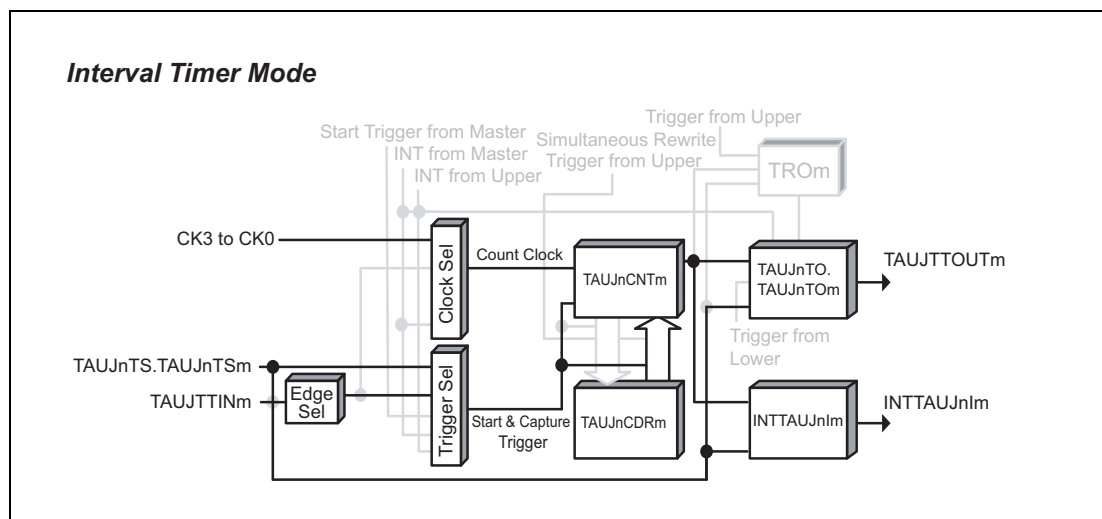 Interval Timer Mode
Trigger from Upper
Start Trigger from Master
INT from Master
INT from Upper
Simultaneous Rewrite
Trigger from Upper
TROm
CK3 to CK0
Clock Sel
Count Clock
TAUJnCNTm
TAUJnTO.
TAUJnTOm
TAUJTTOUTm
Trigger from
Lower
TAUJnTS.TAUJnTSm
TAUJTTINm
Edge
Sel
Trigger Sel
Start & Capture
Trigger
TAUJnCDRm
INTTAUJnIm
INTTAUJnIm